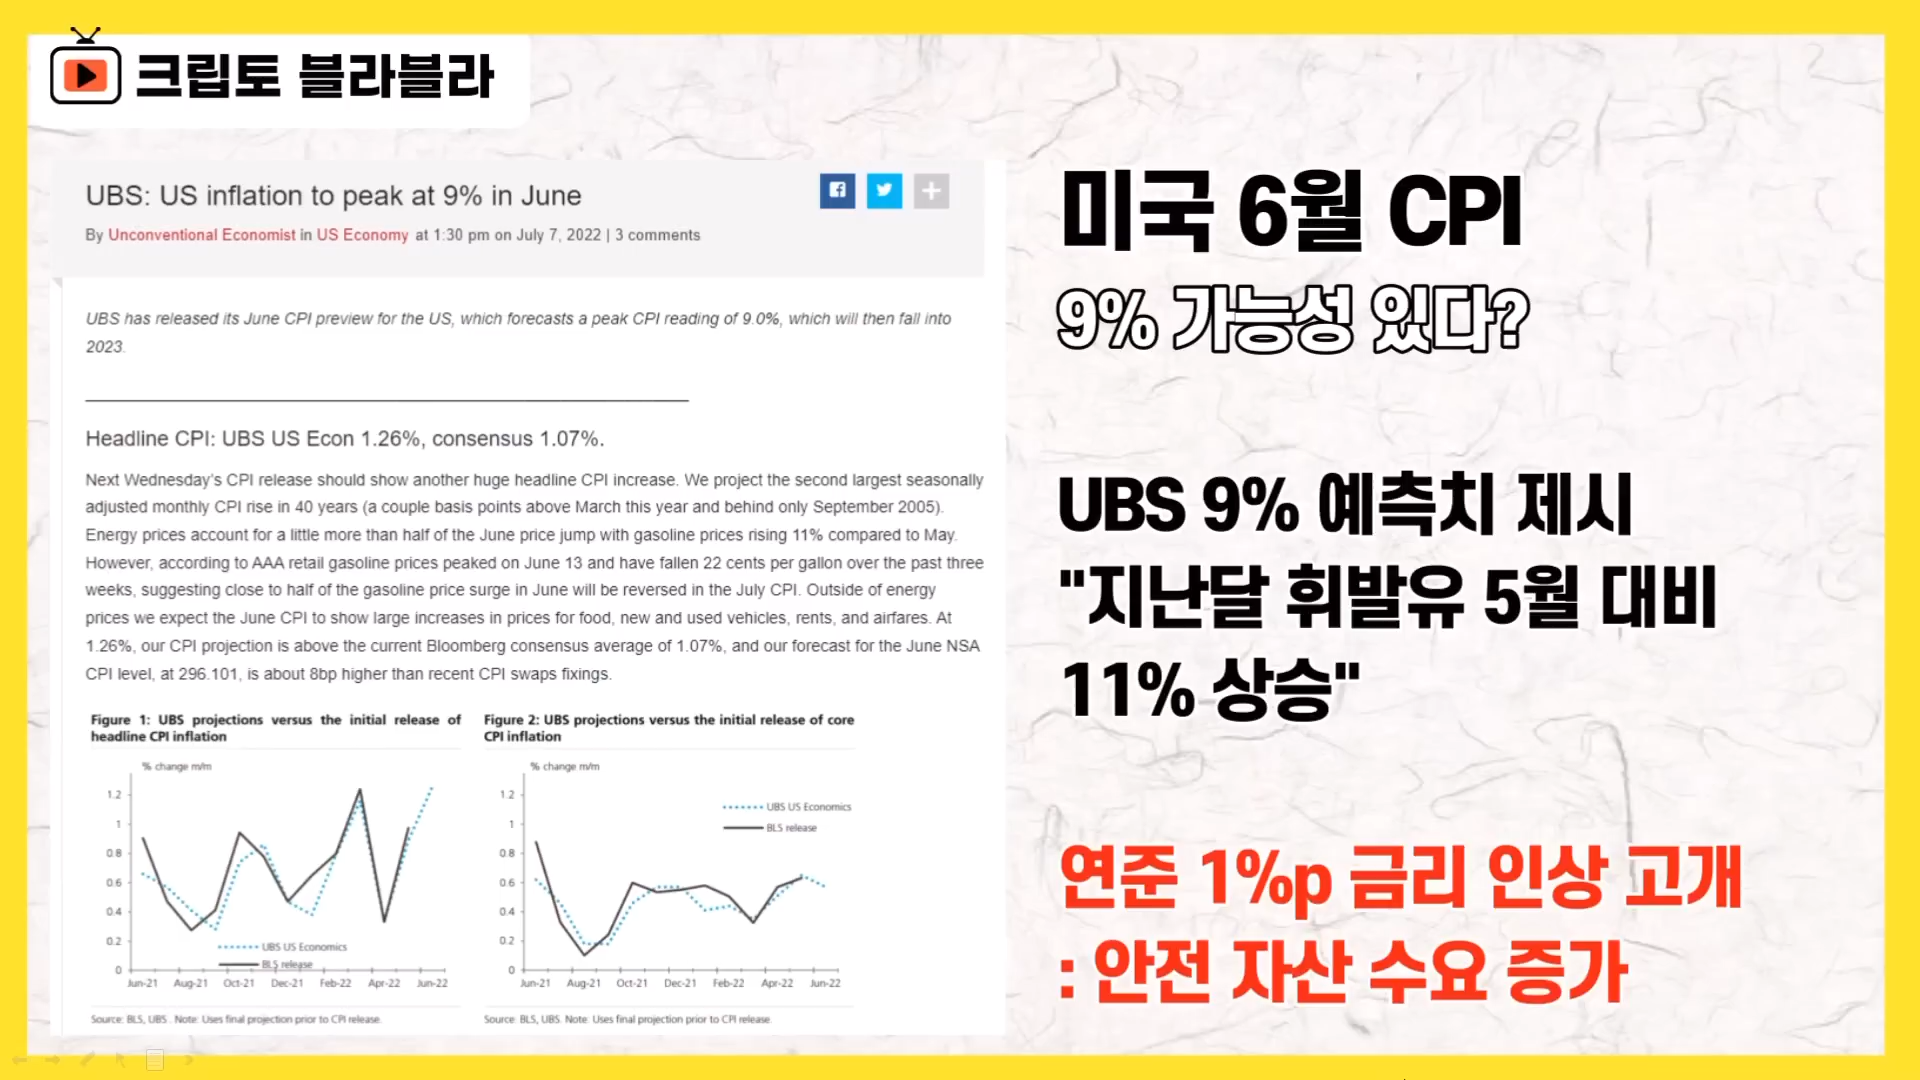 크립토 블라블라
UBS: US inflation to peak at 9% in June
By Unconventional Economist in US Economy at 1:30 pm on July 7, 2022 | 3 comments
UBS has released its June CPI preview for the US, which forecasts a peak CPI reading of 9.0%, which will then fall into
2023.
Headline CPI: UBS US Econ 1.26%, consensus 1.07%.
Next Wednesday's CPI release should show another huge headline CPI increase. We project the second largest seasonally
adjusted monthly CPI rise in 40 years (a couple basis points above March this year and behind only September 2005).
Energy prices account for a little more than half of the June price jump with gasoline prices rising 11% compared to May.
However, according to AAA retail gasoline prices peaked on June 13 and have fallen 22 cents per gallon over the past three
weeks, suggesting close to half of the gasoline price surge in June will be reversed in the July CPI. Outside of energy
prices we expect the June CPI to show large increases in prices for food, new and used vehicles, rents, and airfares. At
1.26%, our CPI projection is above the current Bloomberg consensus average of 1.07%, and our forecast for the June NSA
CPI level, at 296.101, is about 8bp higher than recent CPI swaps fixings.
Figure 1: UBS projections versus the initial release of
headline CPI inflation
% change m/m
1.2
1
0.8
0.6
0.4
0.2
0
UBS US Economics
BLS release
Jun-21 Aug-21 Oct-21 Dec-21 Feb-22 Apr-22 Jun-22
Source: BLS, UBS . Note: Uses final projection prior to CPI release.
Figure 2: UBS projections versus the initial release of core
CPI inflation
% change m/m
1.2
1
0.8
0.6
0.4
0.2
0
UBS US Economics
BLS release
Jun-21 Aug-21 Oct-21 Dec-21 Feb-22 Apr-22 Jun-22
Source: BLS, UBS. Note: Uses final projection prior to CPI release.
미국 6월 CPI
9% 가능성 있다?
UBS 9% 예측치 제시
"지난달 휘발유 5월 대비
11% 상승"
연준 1%p 금리 인상 고개
: 안전 자산 수요 증가